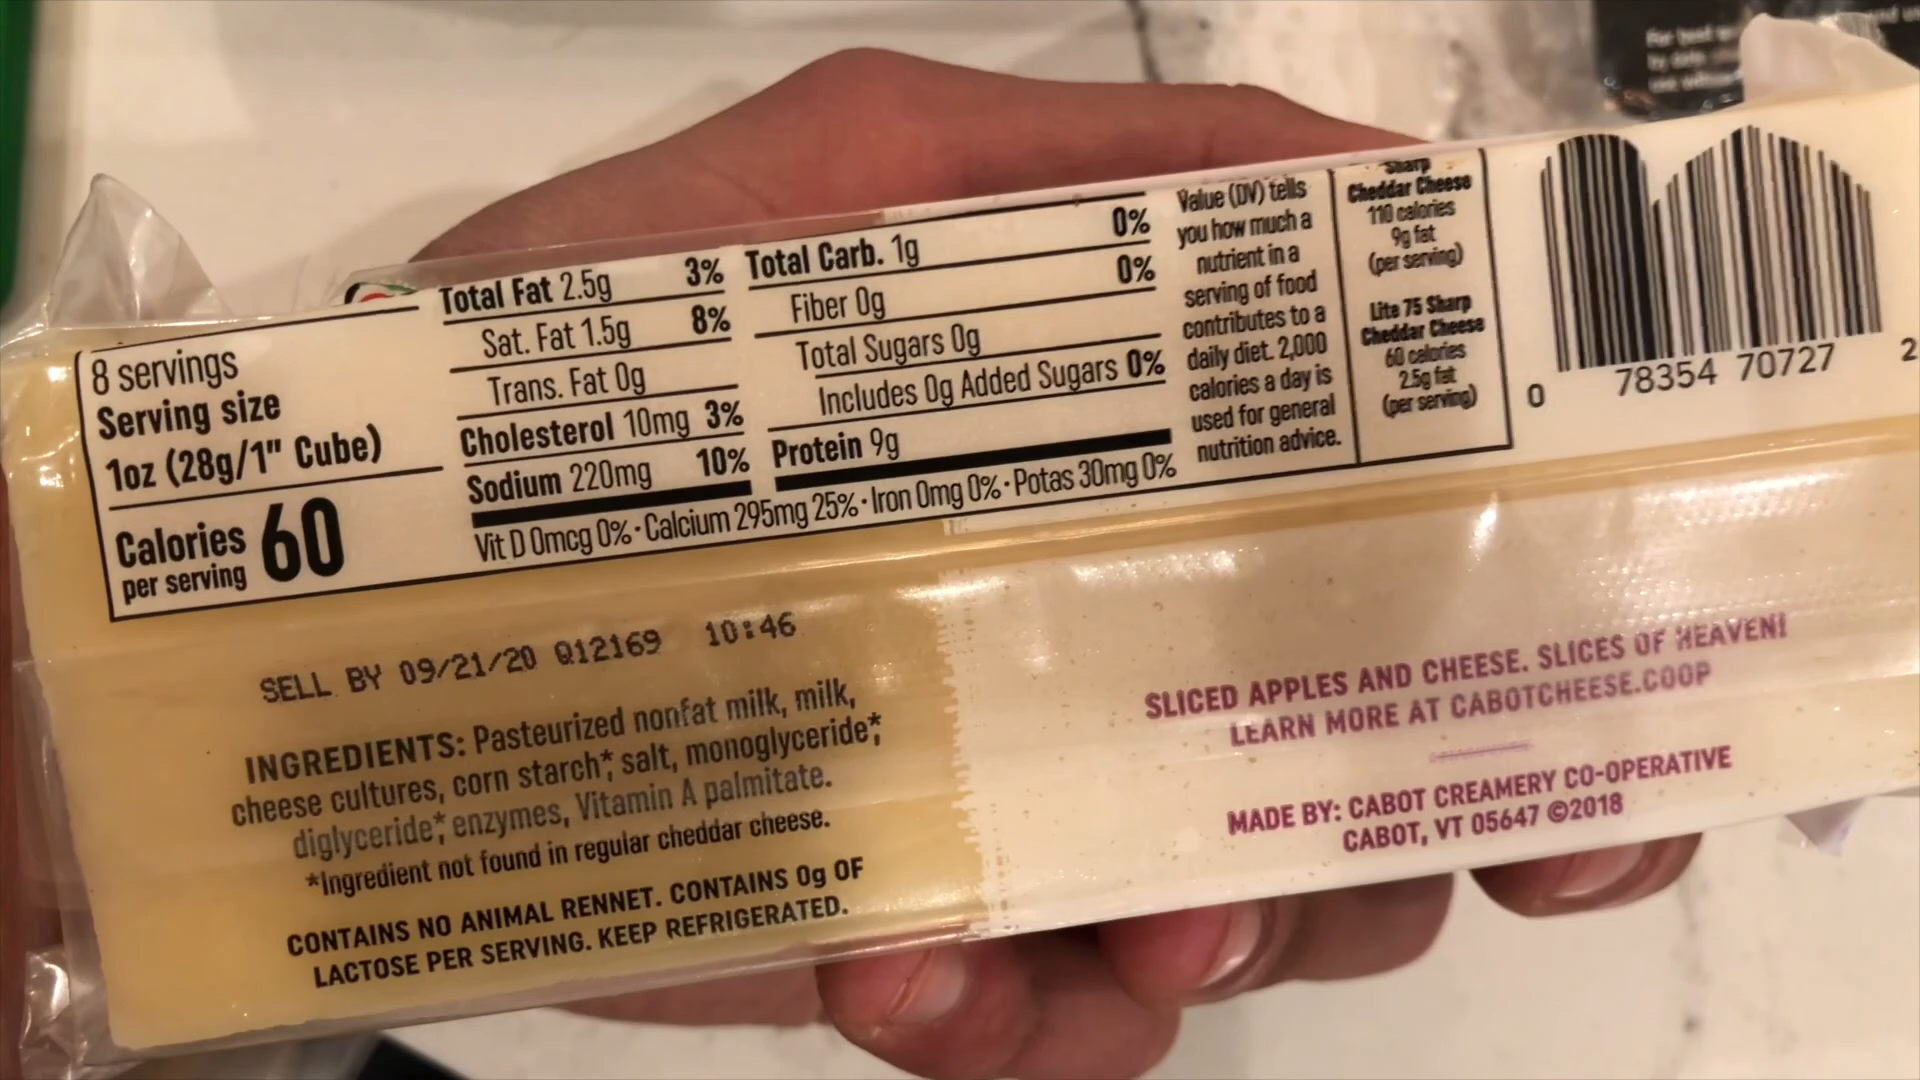 8 servings
Serving size
1oz (28g/1" Cube)
Calories 60
per serving
Total Fat 2.5g 3%
Sat. Fat 1.5g 8%
Trans. Fat 0g
Cholesterol 10mg 3%
Sodium 220mg 10%
Total Carb. 1g 0%
Fiber 0g 0%
Total Sugars 0g
Includes 0g Added Sugars 0%
Protein 9g
Vit D 0mcg 0% · Calcium 295mg 25% · Iron 0mg 0% · Potas 30mg 0%
Value (DV) tells
you how much a
nutrient in a
serving of food
contributes to a
daily diet. 2,000
calories a day is
used for general
nutrition advice.
Sharp
Cheddar Cheese
110 calories
9g fat
(per serving)
Lite 75 Sharp
Cheddar Cheese
60 calories
2.5g fat
(per serving)
0 78354 70727 2
SELL BY 09/21/20 Q12169 10:46
INGREDIENTS: Pasteurized nonfat milk, milk,
cheese cultures, corn starch*, salt, monoglyceride*,
diglyceride*, enzymes, Vitamin A palmitate.
*Ingredient not found in regular cheddar cheese.
CONTAINS NO ANIMAL RENNET. CONTAINS 0g OF
LACTOSE PER SERVING. KEEP REFRIGERATED.
SLICED APPLES AND CHEESE. SLICES OF HEAVEN!
LEARN MORE AT CABOTCHEESE.COOP
MADE BY: CABOT CREAMERY CO-OPERATIVE
CABOT, VT 05647 ©2018
For best
by date